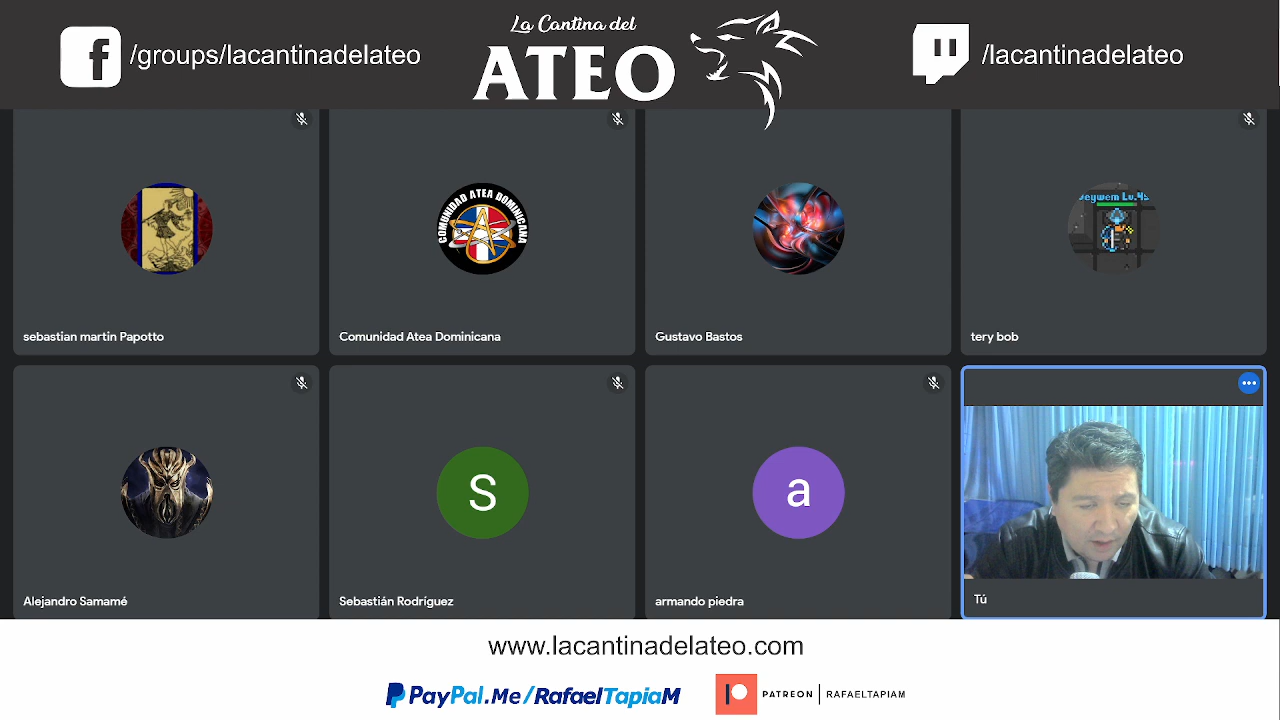 /groups/lacantinadelateo
La Cantina del
ATEO
/lacantinadelateo
COMUNIDAD ATEA DOMINICANA
sebastian martin Papotto
Comunidad Atea Dominicana
Gustavo Bastos
tery bob
S
a
Alejandro Samamé
Sebastián Rodríguez
armando piedra
Tú
www.lacantinadelateo.com
PayPal.Me/RafaelTapiaM
PATREON | RAFAELTAPIAM